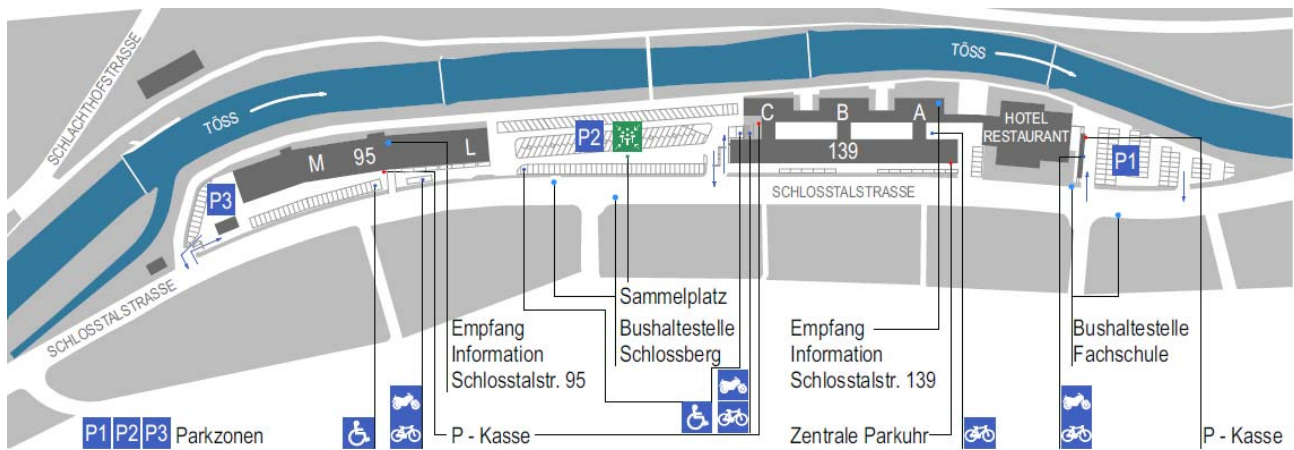 SCHLACHTHOFSTRASSE
TÖSS
TÖSS
C B A
HOTEL
RESTAURANT
M 95 L
P2
139
P1
P3
SCHLOSSTALSTRASSE
SCHLOSSTALSTRASSE
Sammelplatz
Empfang
Information
Schlosstalstr. 95
Bushaltestelle
Schlossberg
Empfang
Information
Schlosstalstr. 139
Bushaltestelle
Fachschule
P1 P2 P3 Parkzonen
P - Kasse
Zentrale Parkuhr
P - Kasse